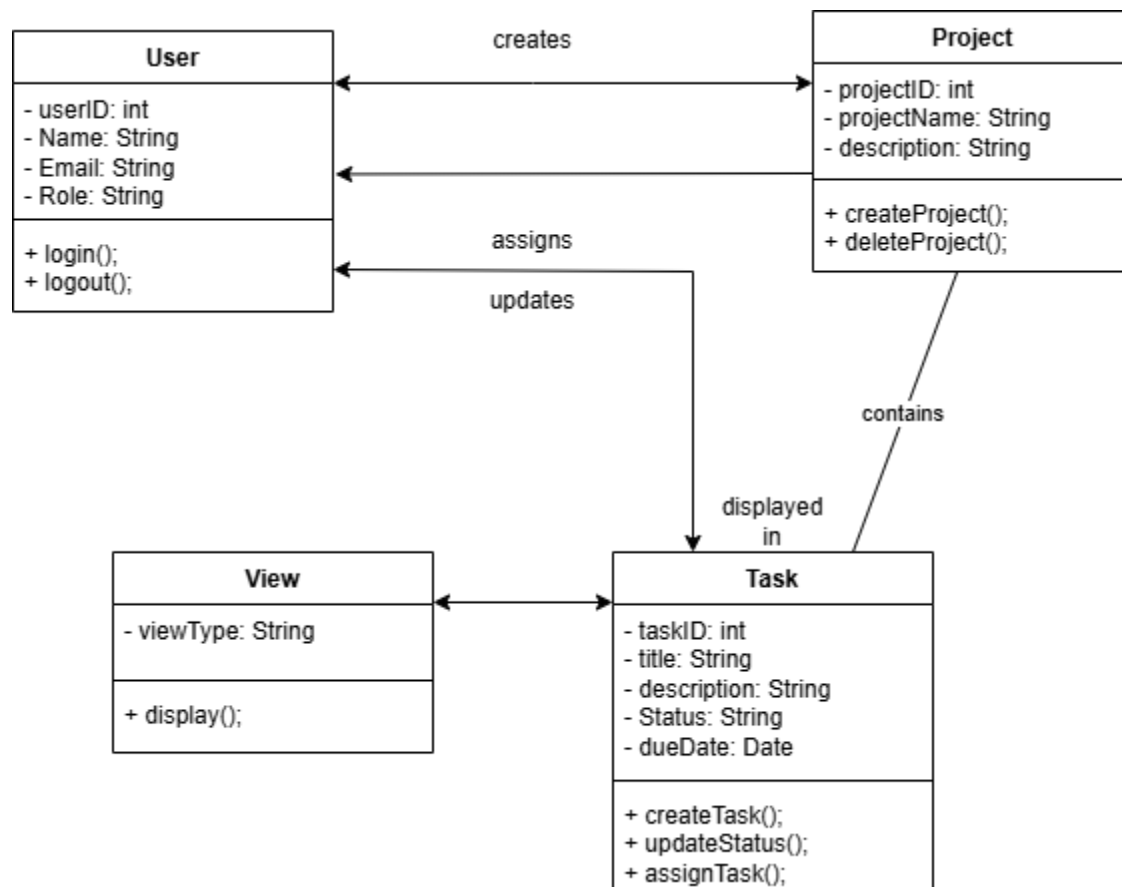 User
- userID: int
- Name: String
- Email: String
- Role: String
+ login();
+ logout();
creates
Project
- projectID: int
- projectName: String
- description: String
+ createProject();
+ deleteProject();
assigns
updates
contains
displayed
in
View
- viewType: String
+ display();
Task
- taskID: int
- title: String
- description: String
- Status: String
- dueDate: Date
+ createTask();
+ updateStatus();
+ assignTask();